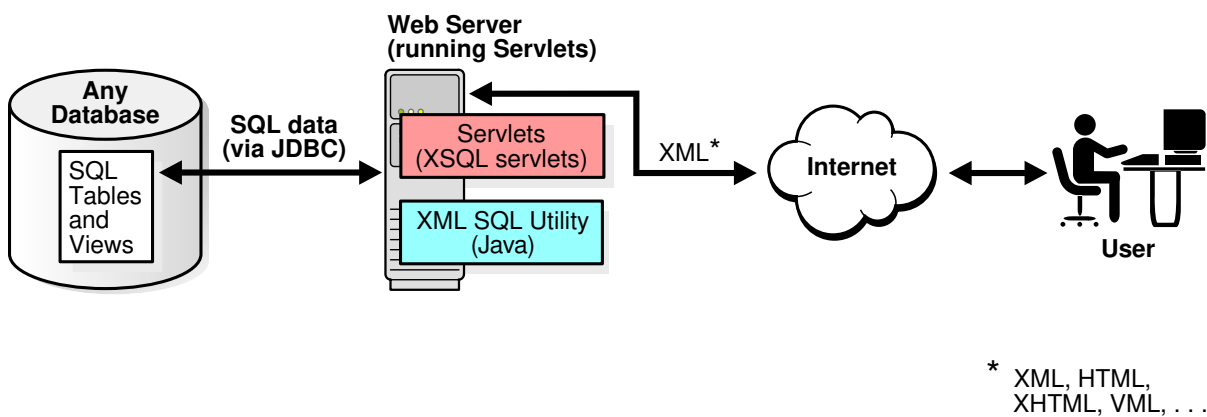 Web Server
(running Servlets)
Any
Database
SQL data
(via JDBC)
SQL
Tables
and
Views
Servlets
(XSQL servlets)
XML SQL Utility
(Java)
XML*
Internet
User
* XML, HTML,
XHTML, VML, . . .